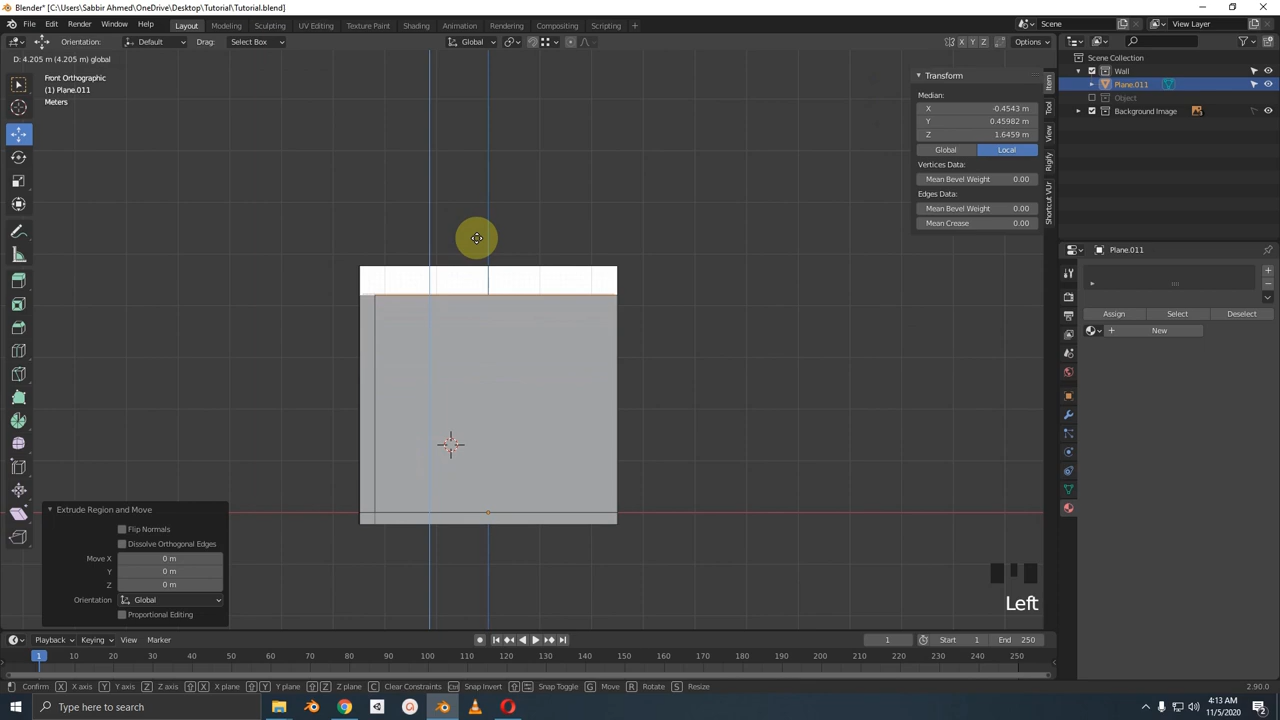 Blender* [C:\Users\Sabbir Ahmed\OneDrive\Desktop\Tutorial\Tutorial.blend]
File Edit Render Window Help Layout Modeling Sculpting UV Editing Texture Paint Shading Animation Rendering Compositing Scripting + Scene View Layer
Orientation: Default Drag: Select Box Global X Y Z Options
D: 4.205 m (4.205 m) global
Front Orthographic
(1) Plane.011
Meters
Transform
Median:
X -0.4543 m
Y 0.45982 m
Z 1.6459 m
Global Local
Vertices Data:
Mean Bevel Weight 0.00
Edges Data:
Mean Bevel Weight 0.00
Mean Crease 0.00
Item
Tool
View
Rigify
Shortcut VUr
Scene Collection
Wall
Plane.011
Object
Background Image
Plane.011
Assign Select Deselect
New
Extrude Region and Move
Flip Normals
Dissolve Orthogonal Edges
Move X 0 m
Y 0 m
Z 0 m
Orientation Global
Proportional Editing
Left
Playback Keying View Marker 1 Start 1 End 250
1 10 20 30 40 50 60 70 80 90 100 110 120 130 140 150 160 170 180 190 200 210 220 230 240 250
Confirm X X axis Y Y axis Z Z axis X X plane Y Y plane Z Z plane C Clear Constraints Snap Invert Snap Toggle G Move R Rotate S Resize 2.90.0
Type here to search
4:13 AM
11/5/2020
2